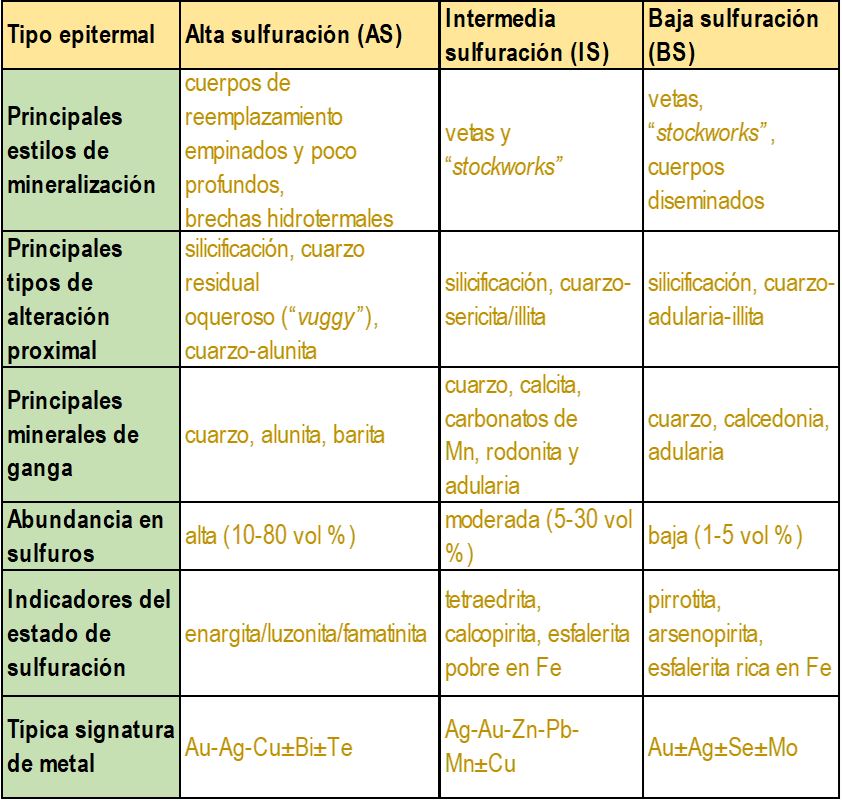 Tipo epitermal
Alta sulfuración (AS)
Intermedia
sulfuración (IS)
Baja sulfuración
(BS)
Principales
estilos de
mineralización
cuerpos de
reemplazamiento
empinados y poco
profundos,
brechas hidrotermales
vetas y
“stockworks”
vetas,
“stockworks” ,
cuerpos
diseminados
Principales
tipos de
alteración
proximal
silicificación, cuarzo
residual
oqueroso (“vuggy”),
cuarzo-alunita
silicificación, cuarzo-
sericita/illita
silicificación, cuarzo-
adularia-illita
Principales
minerales de
ganga
cuarzo, alunita, barita
cuarzo, calcita,
carbonatos de
Mn, rodonita y
adularia
cuarzo, calcedonia,
adularia
Abundancia en
sulfuros
alta (10-80 vol %)
moderada (5-30 vol
%)
baja (1-5 vol %)
Indicadores del
estado de
sulfuración
enargita/luzonita/famatinita
tetraedrita,
calcopirita, esfalerita
pobre en Fe
pirrotita,
arsenopirita,
esfalerita rica en Fe
Típica signatura
de metal
Au-Ag-Cu±Bi±Te
Ag-Au-Zn-Pb-
Mn±Cu
Au±Ag±Se±Mo